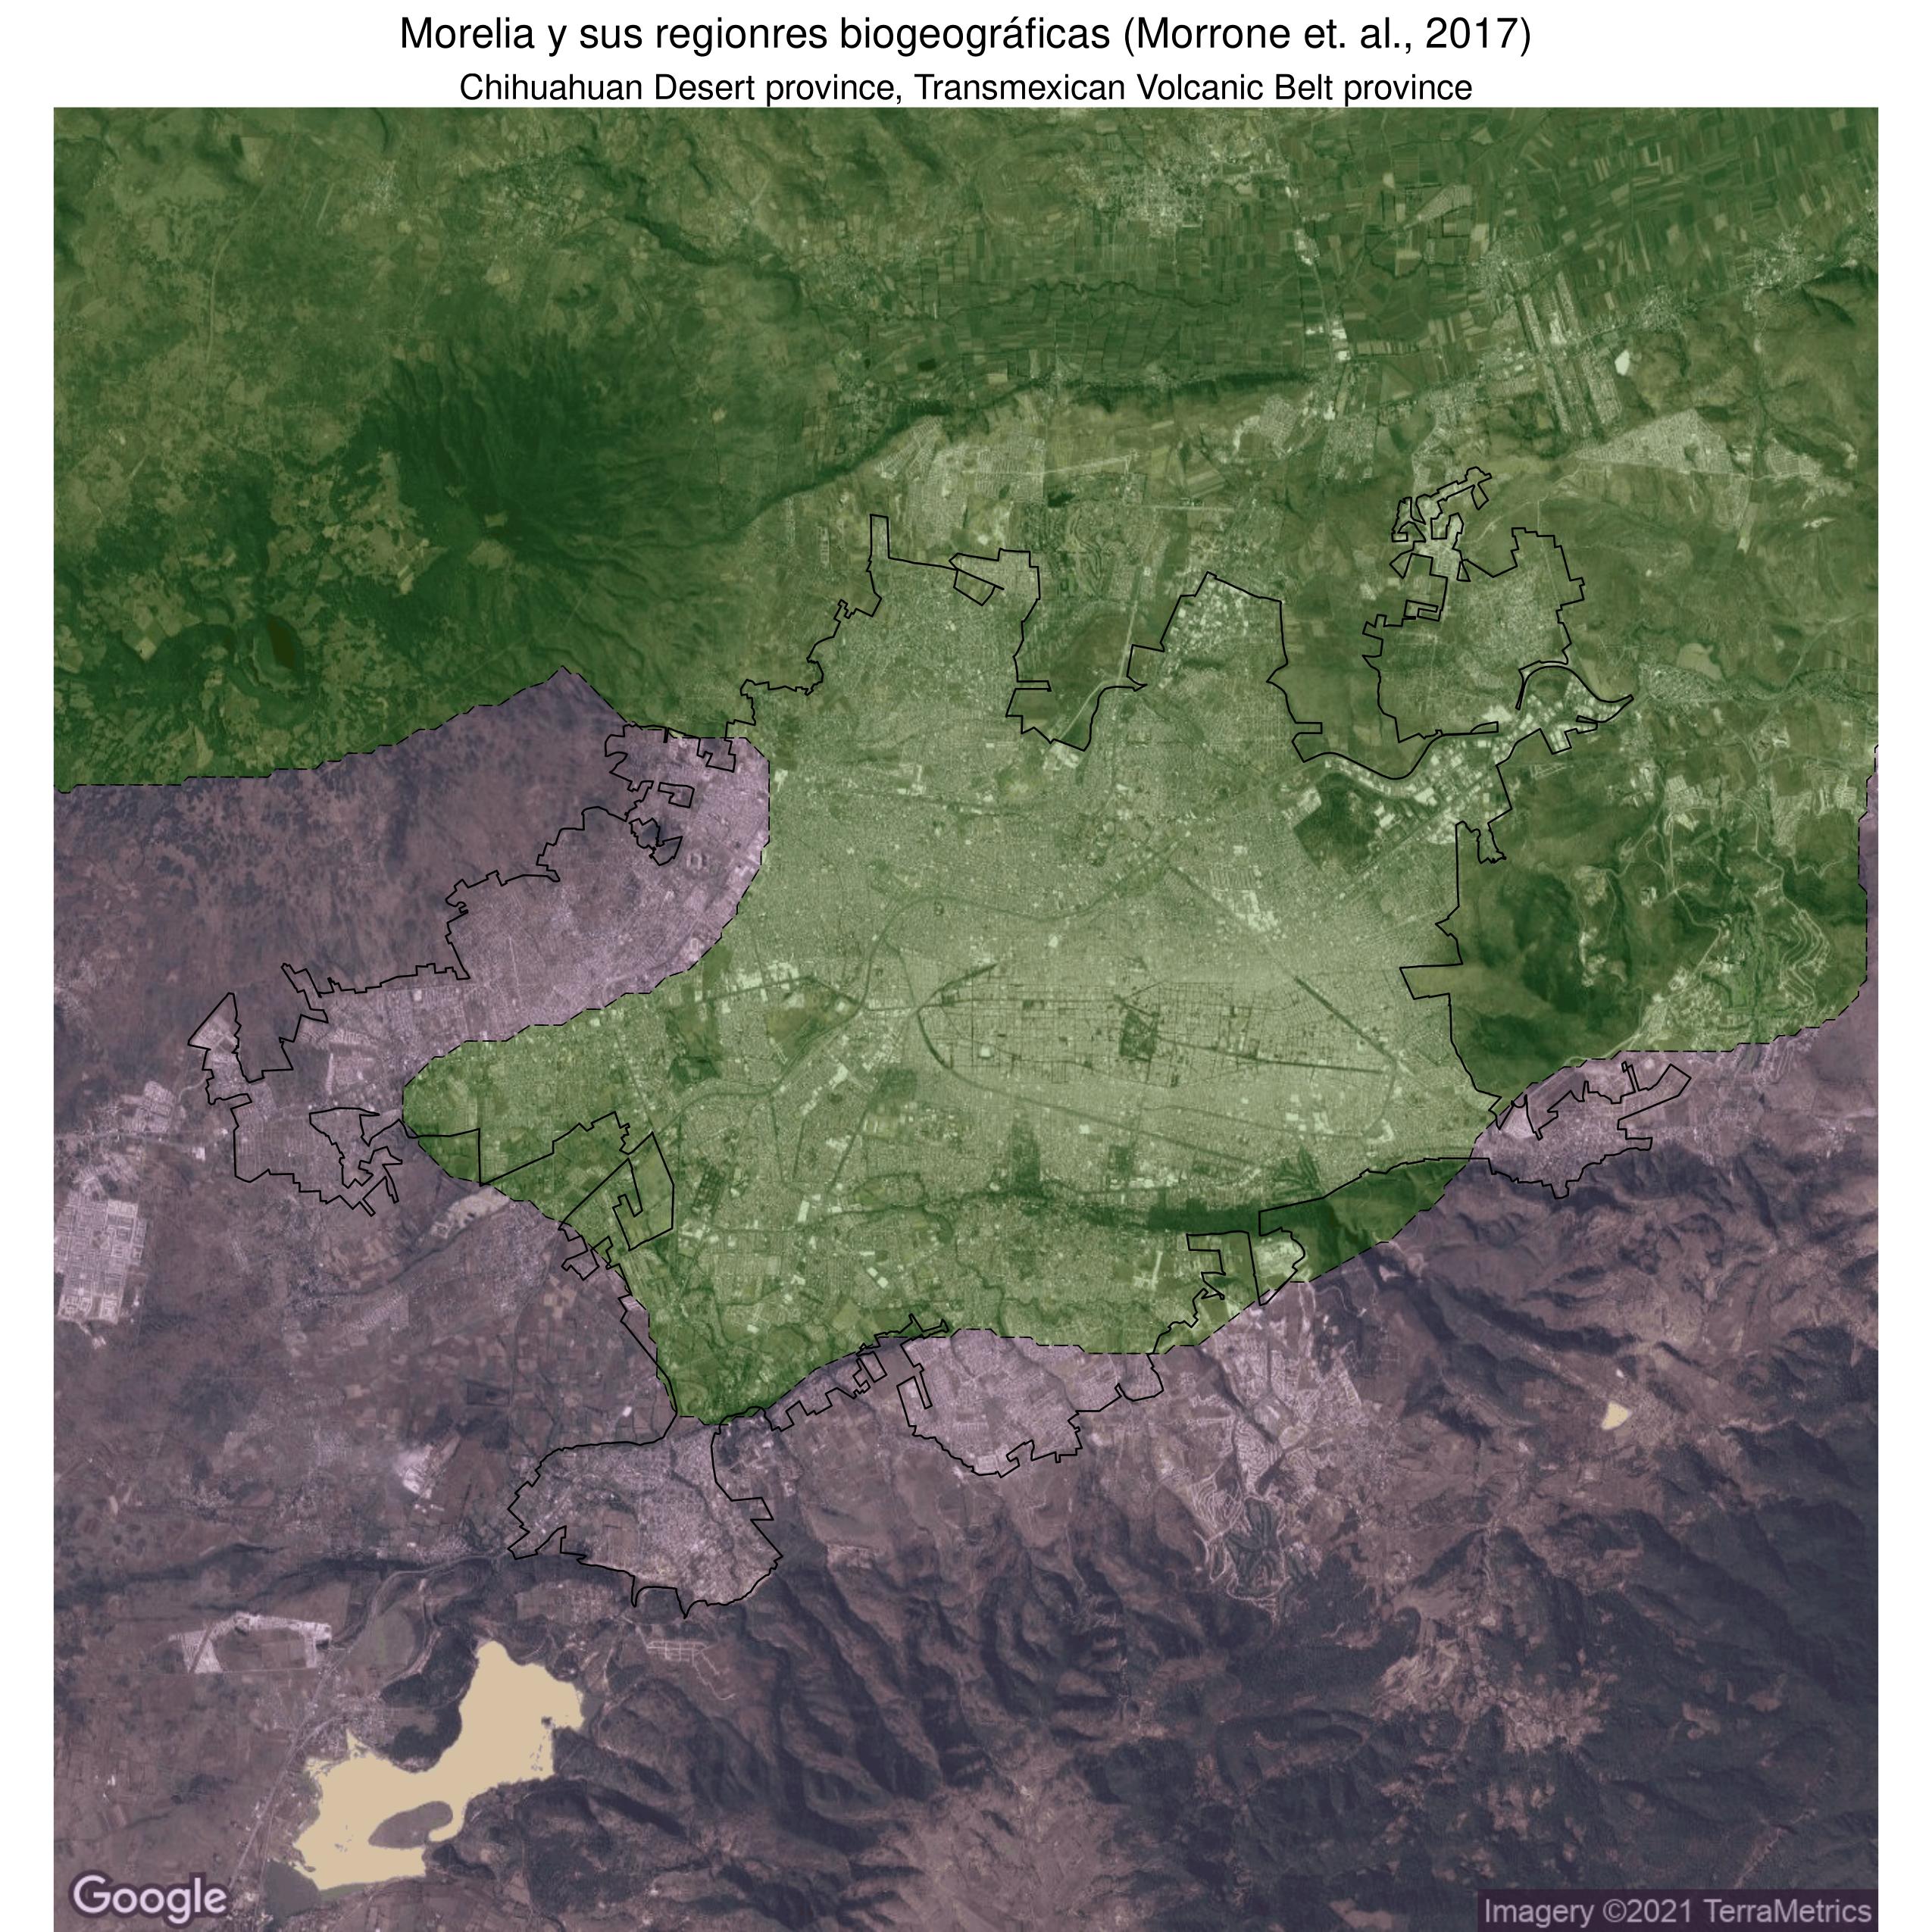 Morelia y sus regionres biogeográficas (Morrone et. al., 2017)
Chihuahuan Desert province, Transmexican Volcanic Belt province
Google
Imagery ©2021 TerraMetrics